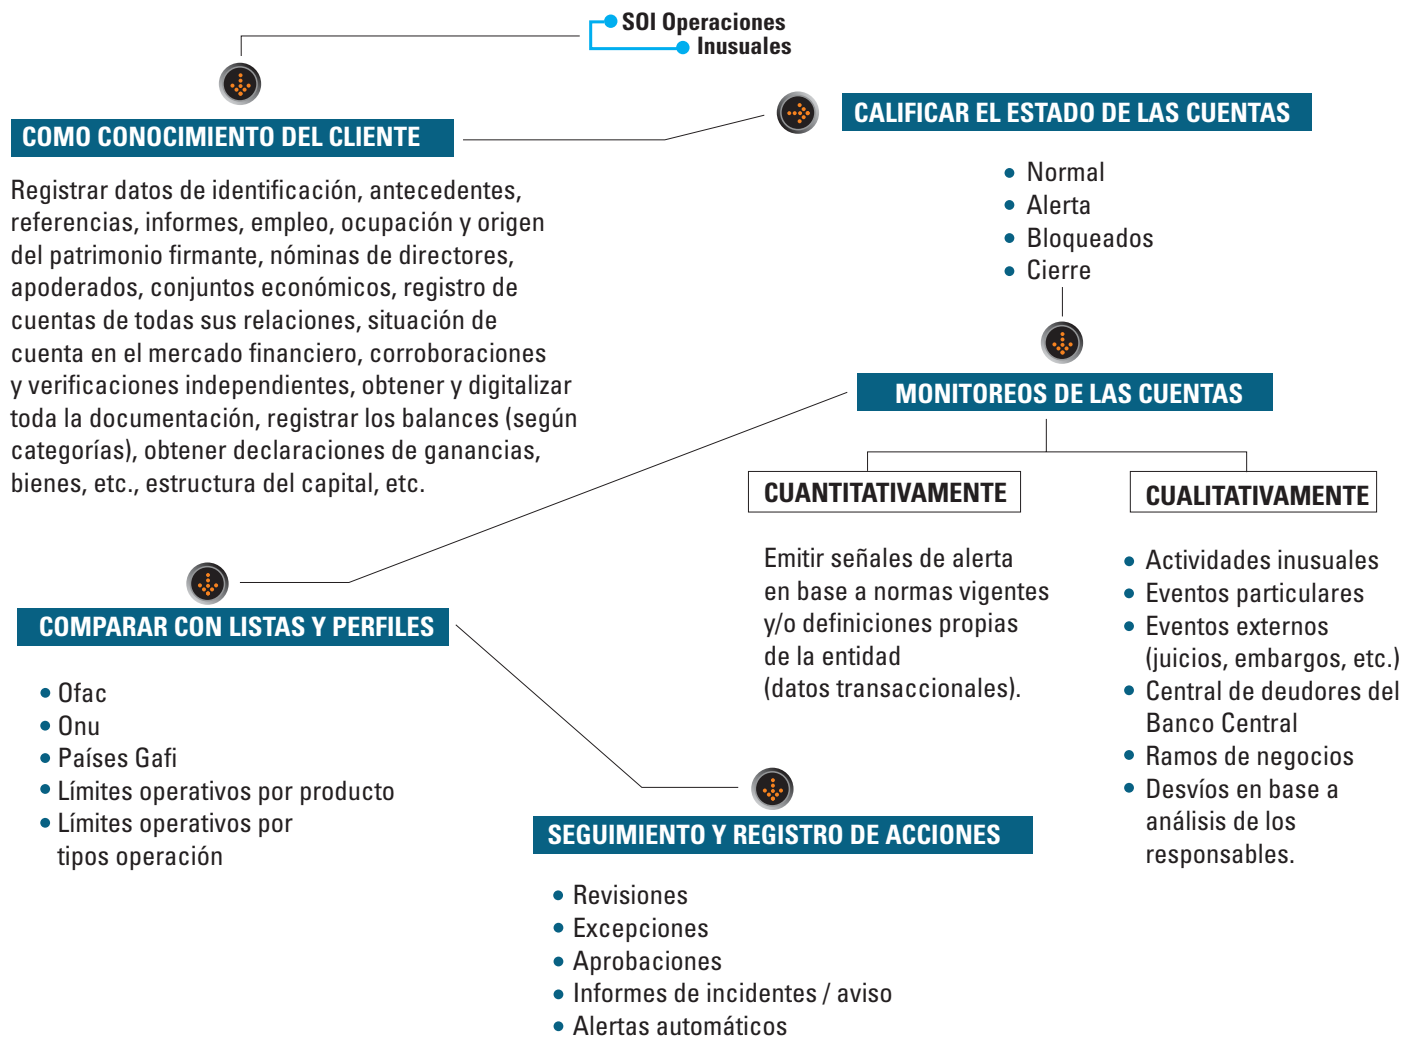 SOI Operaciones
Inusuales
COMO CONOCIMIENTO DEL CLIENTE
Registrar datos de identificación, antecedentes,
referencias, informes, empleo, ocupación y origen
del patrimonio firmante, nóminas de directores,
apoderados, conjuntos económicos, registro de
cuentas de todas sus relaciones, situación de
cuenta en el mercado financiero, corroboraciones
y verificaciones independientes, obtener y digitalizar
toda la documentación, registrar los balances (según
categorías), obtener declaraciones de ganancias,
bienes, etc., estructura del capital, etc.
CALIFICAR EL ESTADO DE LAS CUENTAS
• Normal
• Alerta
• Bloqueados
• Cierre
MONITOREOS DE LAS CUENTAS
CUANTITATIVAMENTE
Emitir señales de alerta
en base a normas vigentes
y/o definiciones propias
de la entidad
(datos transaccionales).
CUALITATIVAMENTE
• Actividades inusuales
• Eventos particulares
• Eventos externos
(juicios, embargos, etc.)
• Central de deudores del
Banco Central
• Ramos de negocios
• Desvíos en base a
análisis de los
responsables.
COMPARAR CON LISTAS Y PERFILES
• Ofac
• Onu
• Países Gafi
• Límites operativos por producto
• Límites operativos por
tipos operación
SEGUIMIENTO Y REGISTRO DE ACCIONES
• Revisiones
• Excepciones
• Aprobaciones
• Informes de incidentes / aviso
• Alertas automáticos